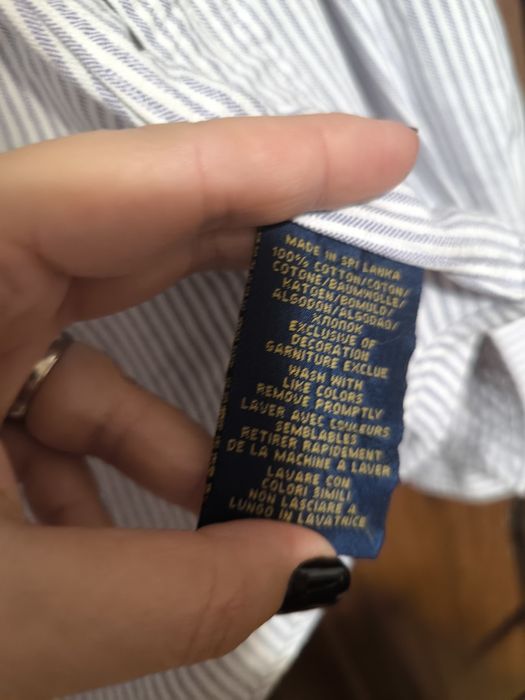 MADE IN SRI LANKA
100% COTTON/COTON/
COTONE/BAUMWOLLE/
KATOEN/BOMULD/
ALGODON/ALGODAO/
ХЛОПОК
EXCLUSIVE OF
DECORATION
GARNITURE EXCLUE
WASH WITH
LIKE COLORS
REMOVE PROMPTLY
LAVER AVEC COULEURS
SEMBLABLES
RETIRER RAPIDEMENT
DE LA MACHINE A LAVER
LAVARE CON
COLORI SIMILI
NON LASCIARE A
LUNGO IN LAVATRICE